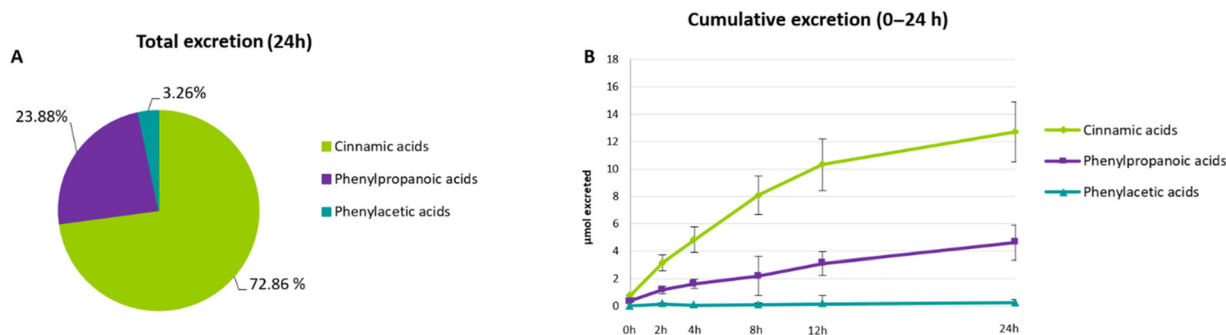 Total excretion (24h)
A
3.26%
23.88%
72.86 %
Cinnamic acids
Phenylpropanoic acids
Phenylacetic acids
Cumulative excretion (0–24 h)
B
µmol excreted
18
16
14
12
10
8
6
4
2
0
0h 2h 4h 8h 12h 24h
Cinnamic acids
Phenylpropanoic acids
Phenylacetic acids